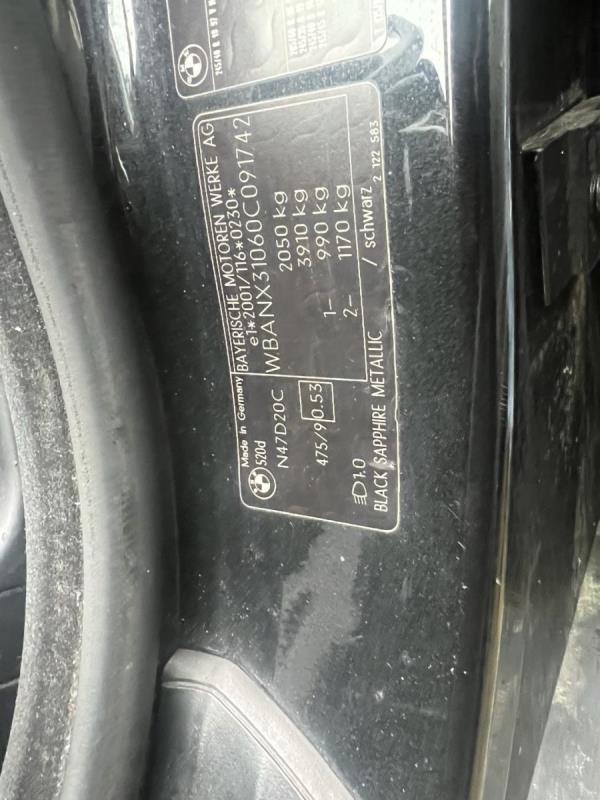 Made in Germany
BAYERISCHE MOTOREN WERKE AG
520d
e1*2001/116*0230*
N47D20C
WBANX31060C091742
475/9 0.53
2050 kg
3910 kg
1- 990 kg
2- 1170 kg
1.0
BLACK SAPPHIRE METALLIC / schwarz
2 122 583